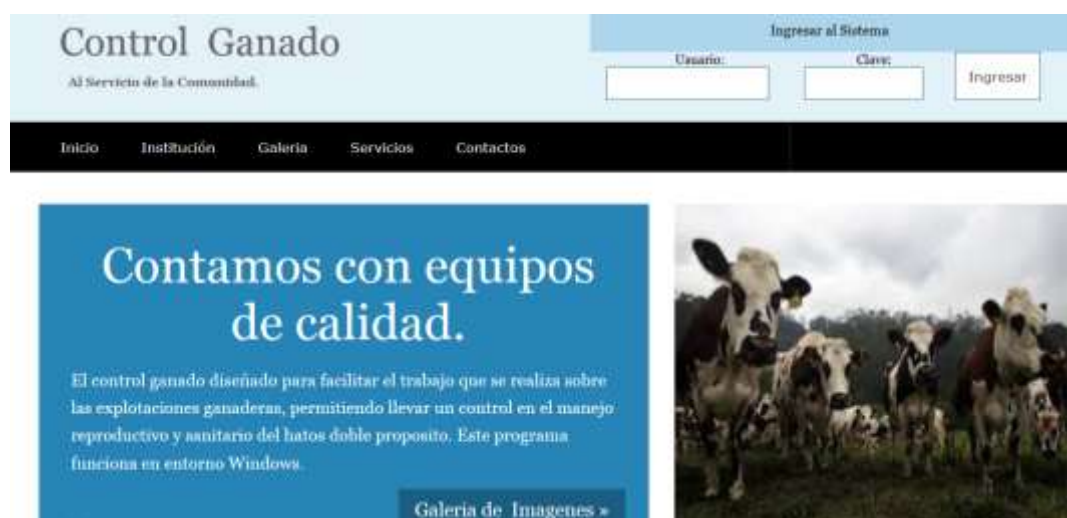 Control Ganado
Al Servicio de la Comunidad.
Ingresar al Sistema
Usuario:
Clave:
Ingresar
Inicio
Institución
Galeria
Servicios
Contactos
Contamos con equipos
de calidad.
El control ganado diseñado para facilitar el trabajo que se realiza sobre
las explotaciones ganaderas, permitiendo llevar un control en el manejo
reproductivo y sanitario del hatos doble proposito. Este programa
funciona en entorno Windows.
Galeria de Imagenes »